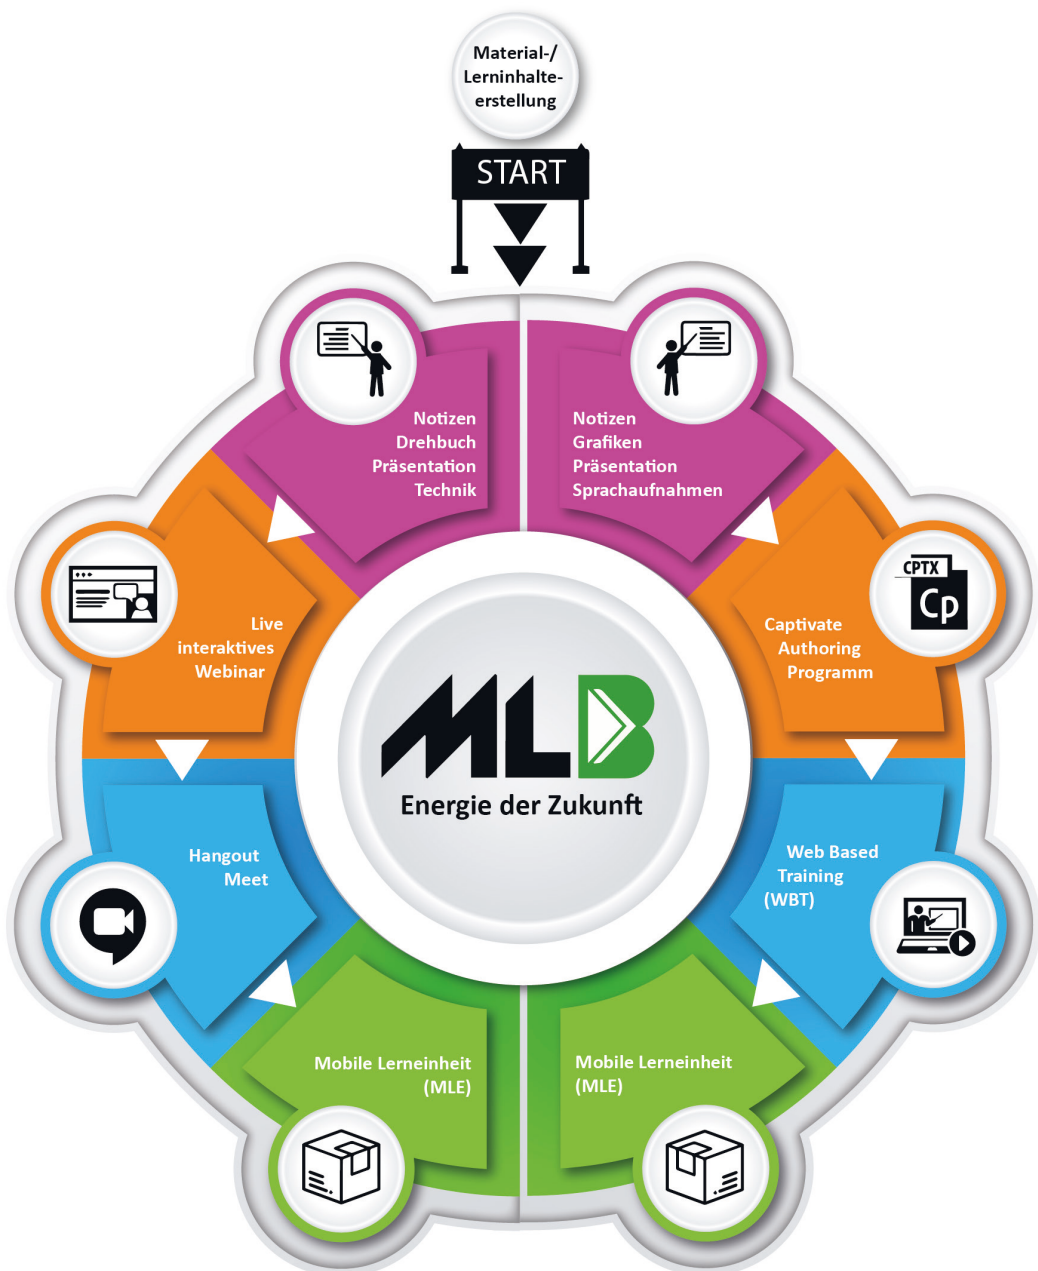 Material-/
Lerninhalte-
erstellung
START
Notizen
Drehbuch
Präsentation
Technik
Notizen
Grafiken
Präsentation
Sprachaufnahmen
Live
interaktives
Webinar
CPTX
Cp
Captivate
Authoring
Programm
MLB
Energie der Zukunft
Hangout
Meet
Web Based
Training
(WBT)
Mobile Lerneinheit
(MLE)
Mobile Lerneinheit
(MLE)